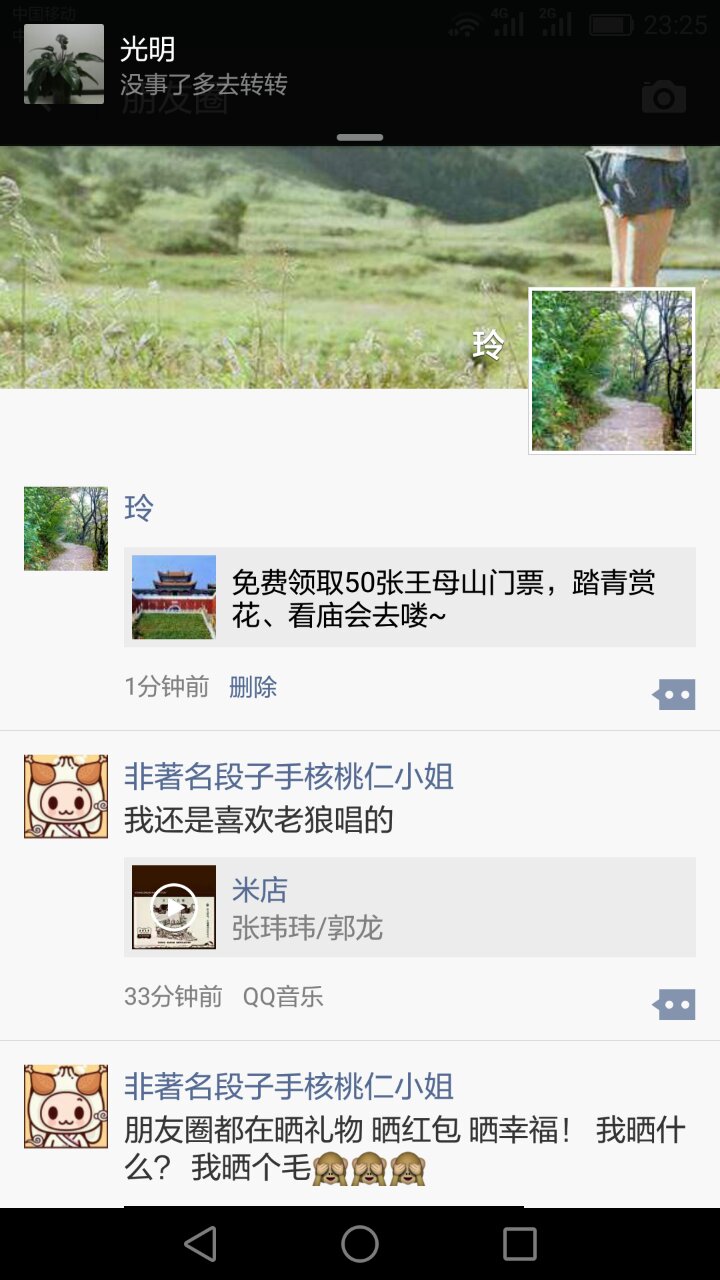 中国移动
4G
2G
23:25
光明
没事了多去转转
朋友圈
玲
玲
免费领取50张王母山门票，踏青赏
花、看庙会去喽~
1分钟前 删除
非著名段子手核桃仁小姐
我还是喜欢老狼唱的
米店
张玮玮/郭龙
33分钟前 QQ音乐
非著名段子手核桃仁小姐
朋友圈都在晒礼物 晒红包 晒幸福！ 我晒什
么？ 我晒个毛🙈🙈🙈